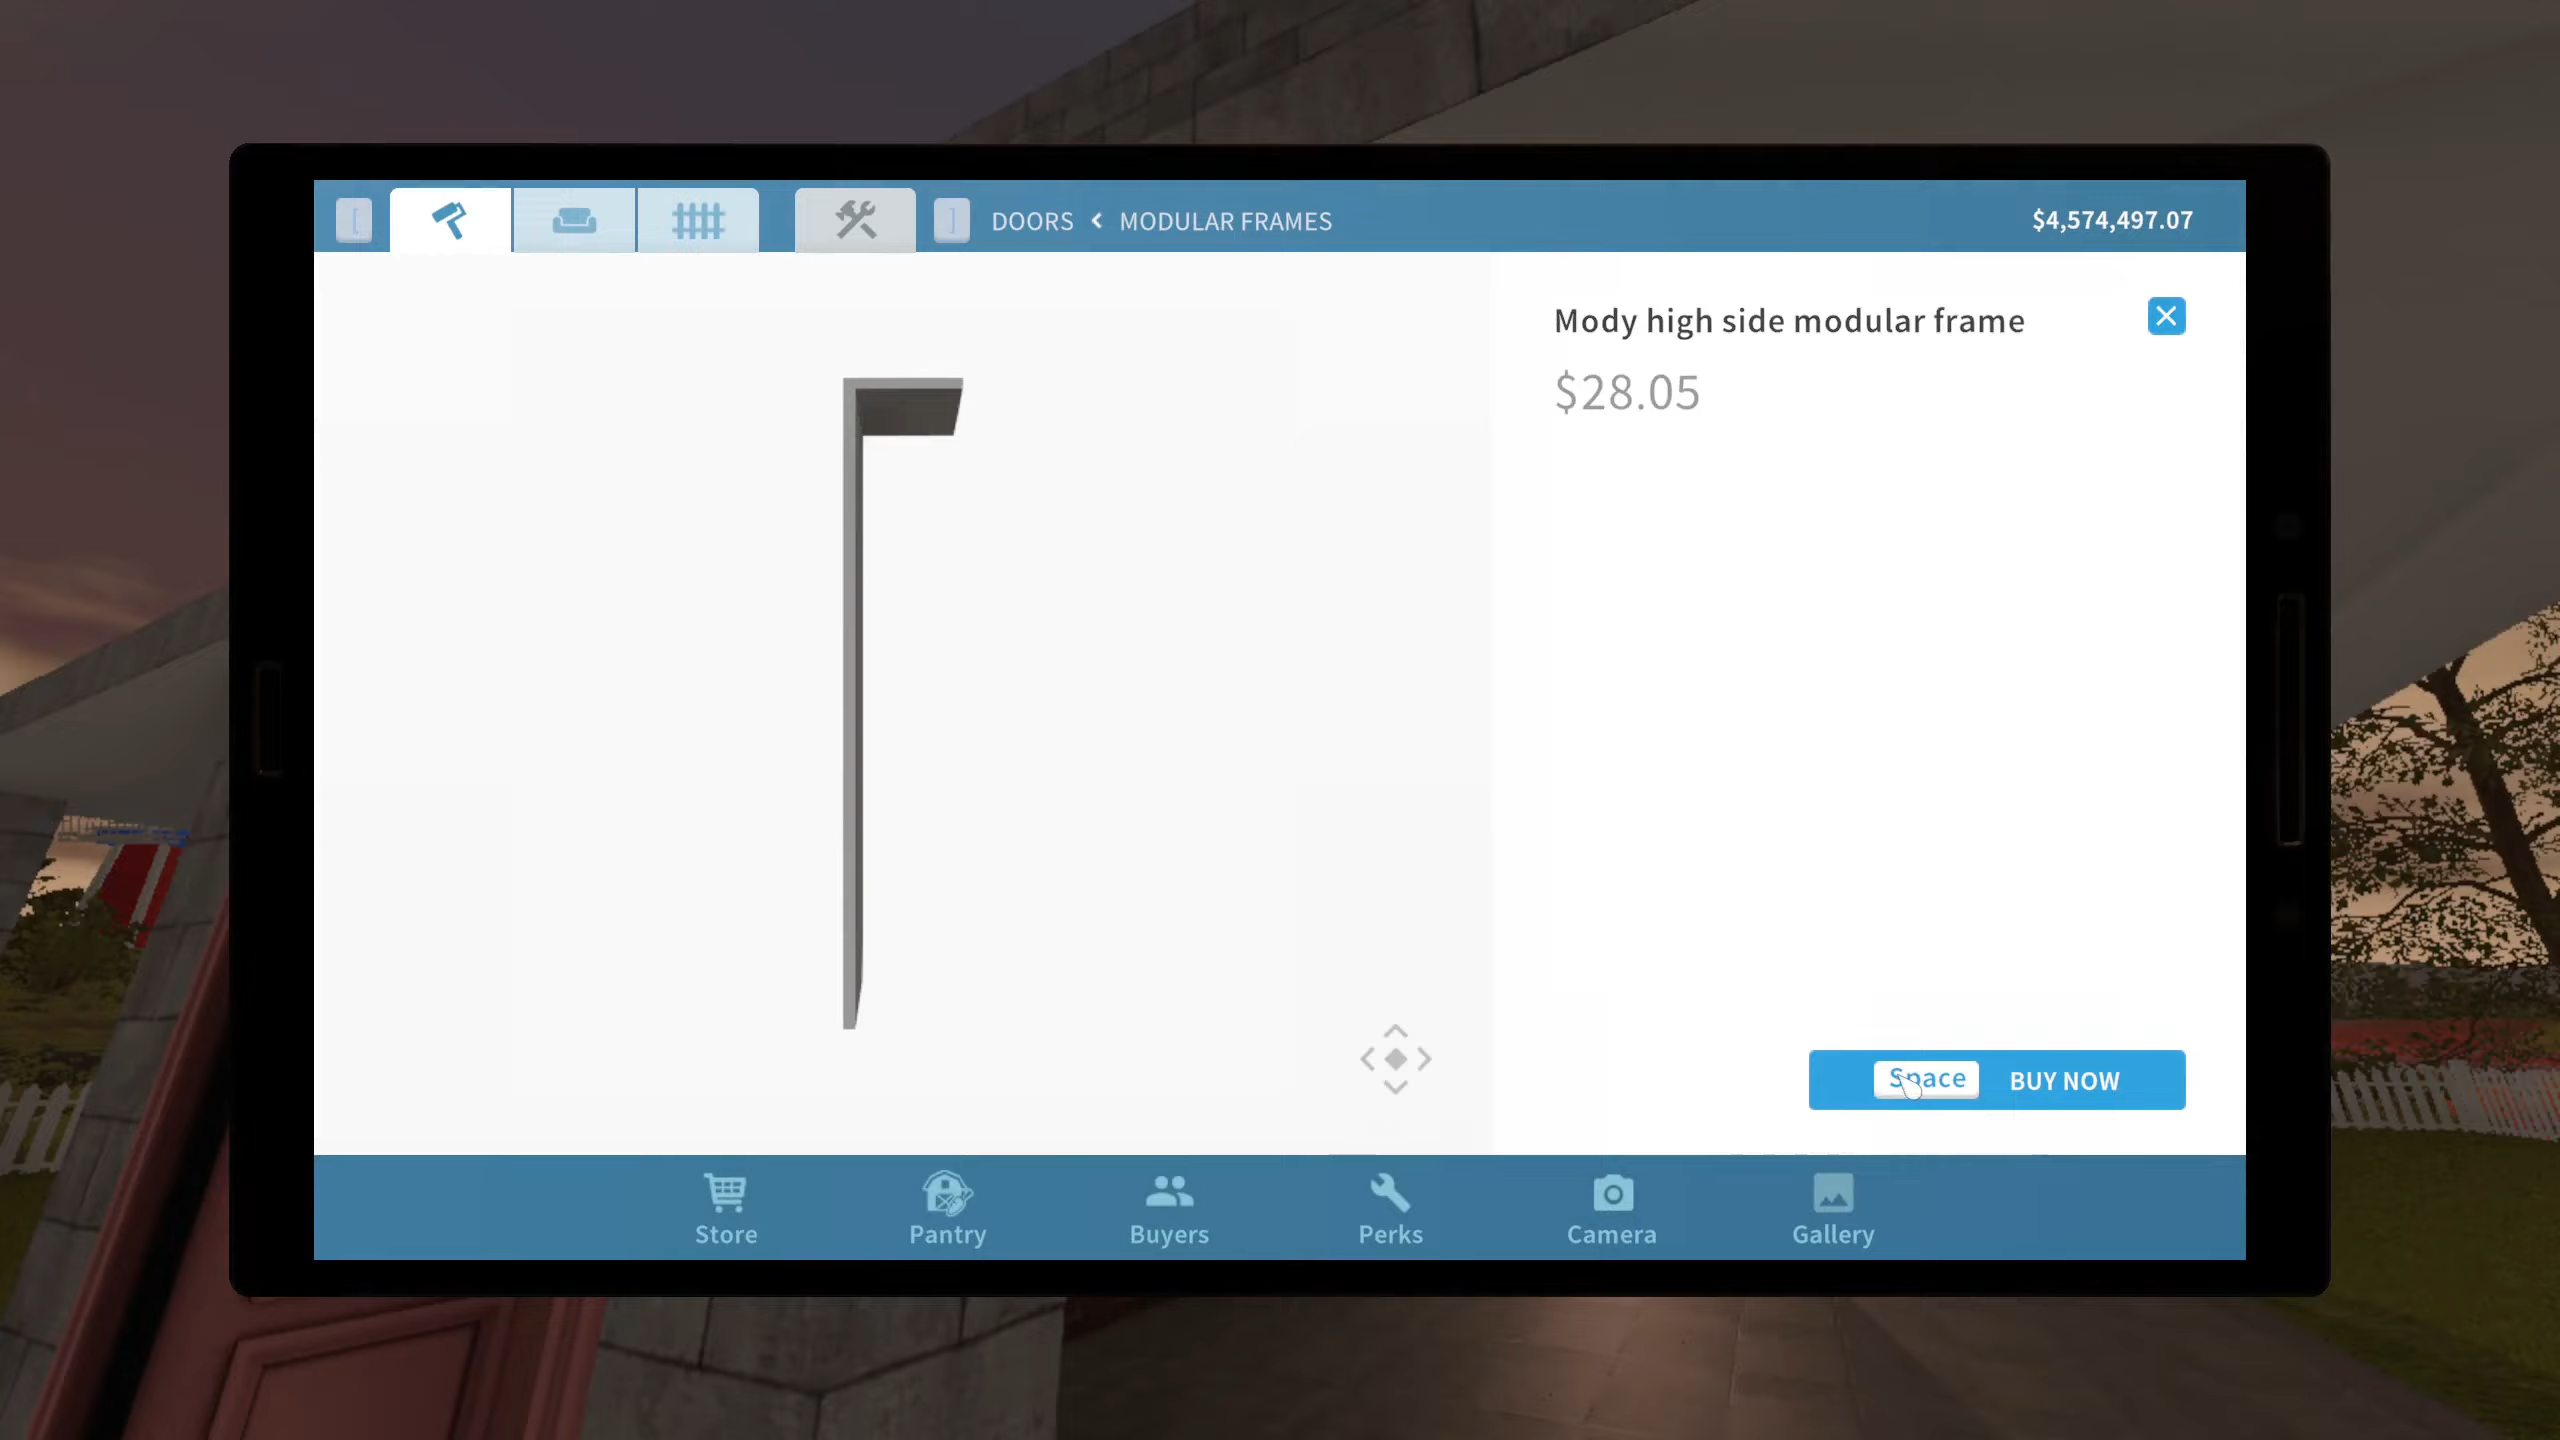 [
]
DOORS < MODULAR FRAMES
$4,574,497.07
Mody high side modular frame
$28.05
Space BUY NOW
Store
Pantry
Buyers
Perks
Camera
Gallery